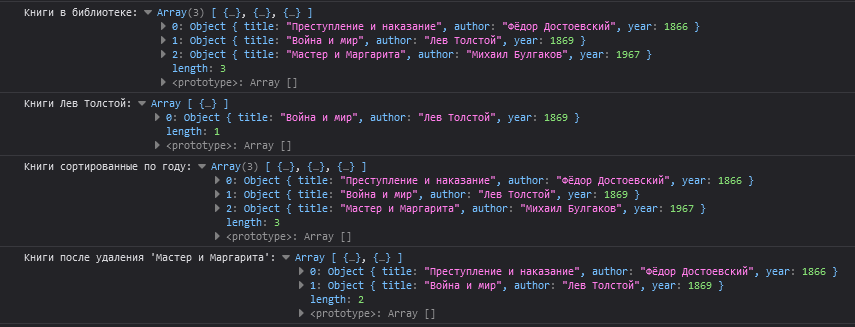 Книги в библиотеке: ▼ Array(3) [ {…}, {…}, {…} ]
▶ 0: Object { title: "Преступление и наказание", author: "Фёдор Достоевский", year: 1866 }
▶ 1: Object { title: "Война и мир", author: "Лев Толстой", year: 1869 }
▶ 2: Object { title: "Мастер и Маргарита", author: "Михаил Булгаков", year: 1967 }
length: 3
▶ <prototype>: Array []
Книги Лев Толстой: ▼ Array [ {…} ]
▶ 0: Object { title: "Война и мир", author: "Лев Толстой", year: 1869 }
length: 1
▶ <prototype>: Array []
Книги сортированные по году: ▼ Array(3) [ {…}, {…}, {…} ]
▶ 0: Object { title: "Преступление и наказание", author: "Фёдор Достоевский", year: 1866 }
▶ 1: Object { title: "Война и мир", author: "Лев Толстой", year: 1869 }
▶ 2: Object { title: "Мастер и Маргарита", author: "Михаил Булгаков", year: 1967 }
length: 3
▶ <prototype>: Array []
Книги после удаления 'Мастер и Маргарита': ▼ Array [ {…}, {…} ]
▶ 0: Object { title: "Преступление и наказание", author: "Фёдор Достоевский", year: 1866 }
▶ 1: Object { title: "Война и мир", author: "Лев Толстой", year: 1869 }
length: 2
▶ <prototype>: Array []